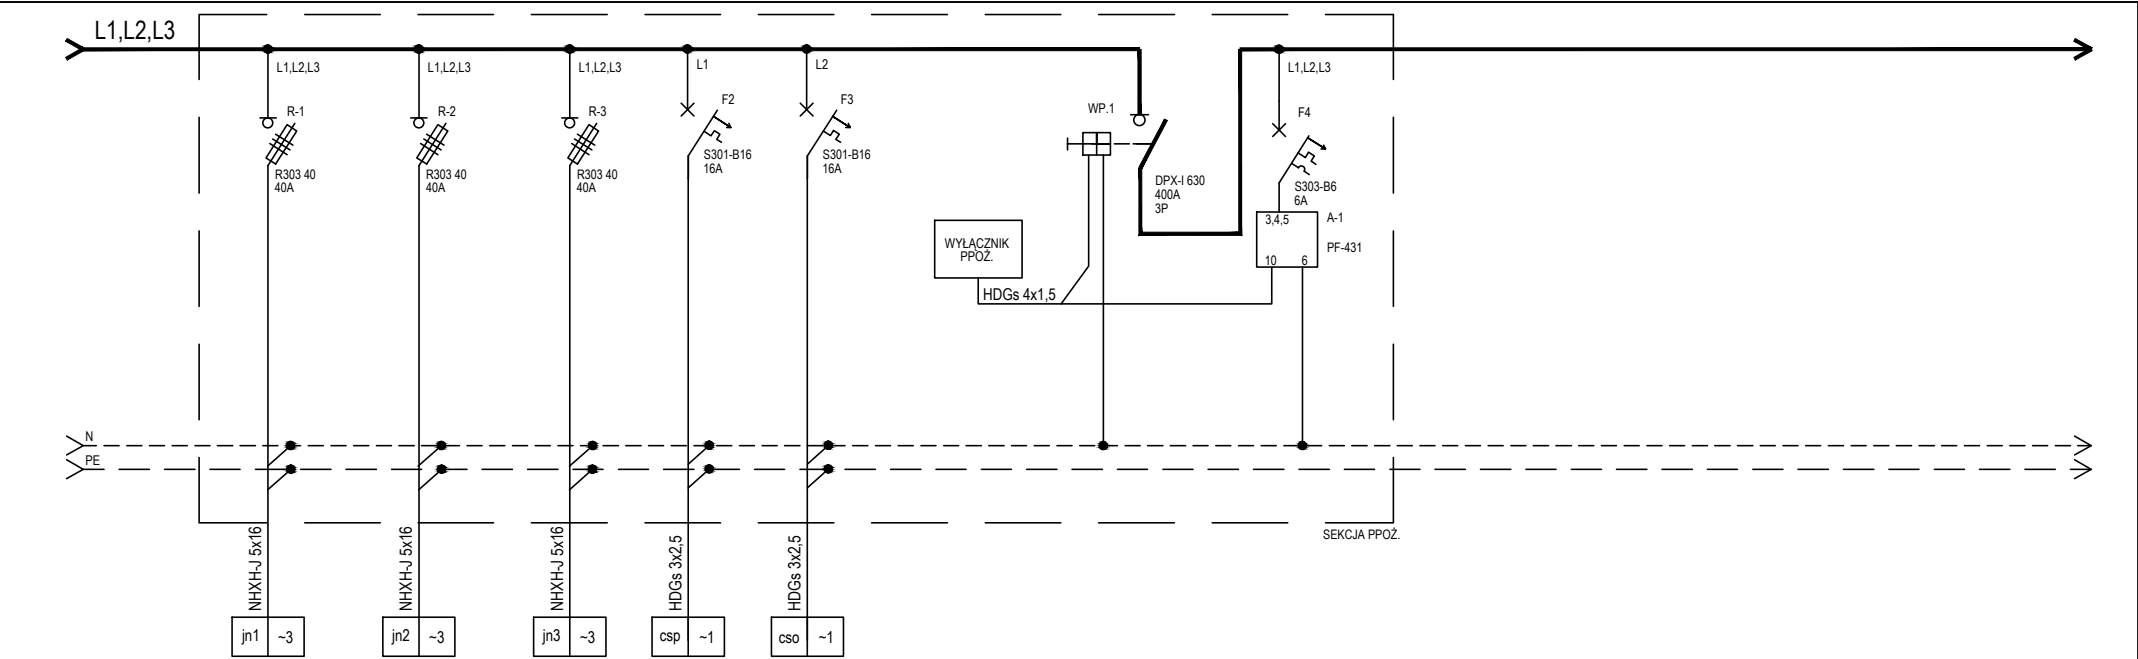 L1,L2,L3
L1,L2,L3
L1,L2,L3
L1,L2,L3
L1
L2
L1,L2,L3
R-1
R303 40
40A
R-2
R303 40
40A
R-3
R303 40
40A
F2
S301-B16
16A
F3
S301-B16
16A
WP.1
DPX-I 630
400A
3P
F4
S303-B6
6A
3,4,5
A-1
PF-431
10
6
WYŁĄCZNIK
PPOŻ.
HDGs 4x1,5
N
PE
SEKCJA PPOŻ.
NHXH-J 5x16
NHXH-J 5x16
NHXH-J 5x16
HDGs 3x2,5
HDGs 3x2,5
jn1 ~3
jn2 ~3
jn3 ~3
csp ~1
cso ~1